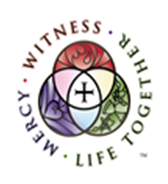 WITNESS · MERCY · LIFE TOGETHER ·
TM